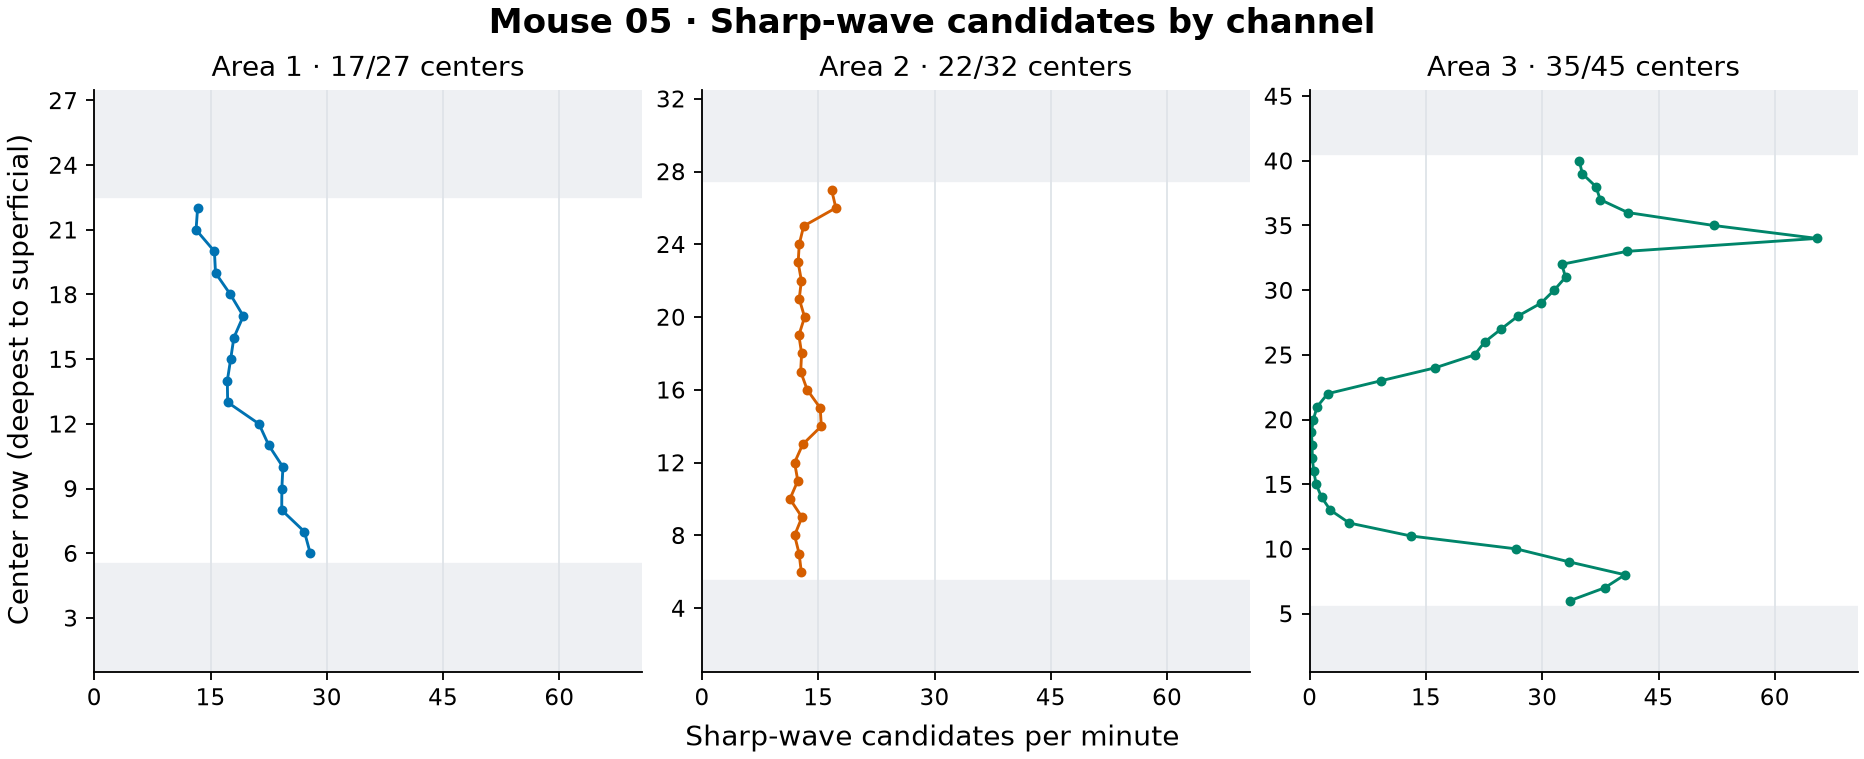 Mouse 05 · Sharp-wave candidates by channel
Area 1 · 17/27 centers
Area 2 · 22/32 centers
Area 3 · 35/45 centers
Center row (deepest to superficial)
27
24
21
18
15
12
9
6
3
0 15 30 45 60
32
28
24
20
16
12
8
4
0 15 30 45 60
45
40
35
30
25
20
15
10
5
0 15 30 45 60
Sharp-wave candidates per minute